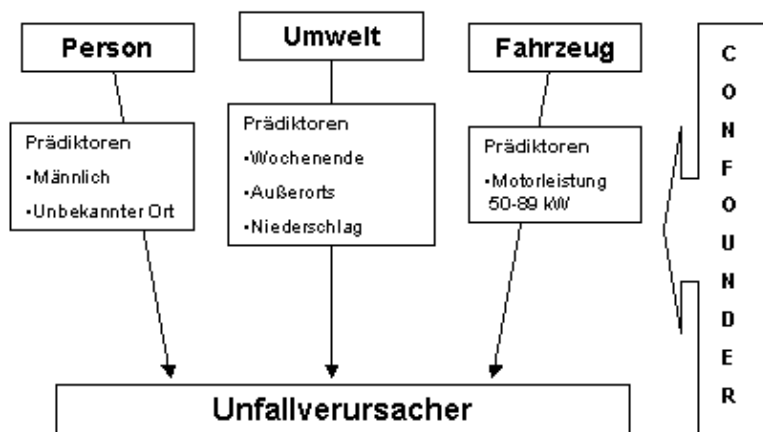 Person
Umwelt
Fahrzeug
Prädiktoren
•Männlich
•Unbekannter Ort
Prädiktoren
•Wochenende
•Außerorts
•Niederschlag
Prädiktoren
•Motorleistung
50-89 kW
Unfallverursacher
C
O
N
F
O
U
N
D
E
R